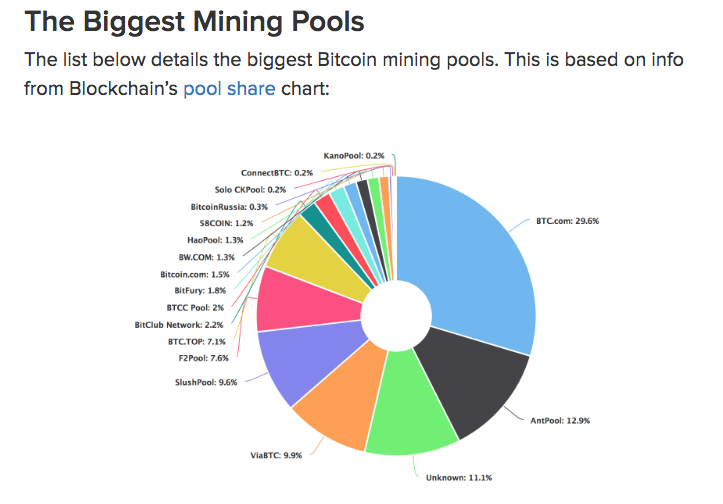 The Biggest Mining Pools
The list below details the biggest Bitcoin mining pools. This is based on info
from Blockchain’s pool share chart:
KanoPool: 0.2%
ConnectBTC: 0.2%
Solo CKPool: 0.2%
BitcoinRussia: 0.3%
58COIN: 1.2%
HaoPool: 1.3%
BW.COM: 1.3%
Bitcoin.com: 1.5%
BitFury: 1.8%
BTCC Pool: 2%
BitClub Network: 2.2%
BTC.TOP: 7.1%
F2Pool: 7.6%
SlushPool: 9.6%
ViaBTC: 9.9%
Unknown: 11.1%
AntPool: 12.9%
BTC.com: 29.6%